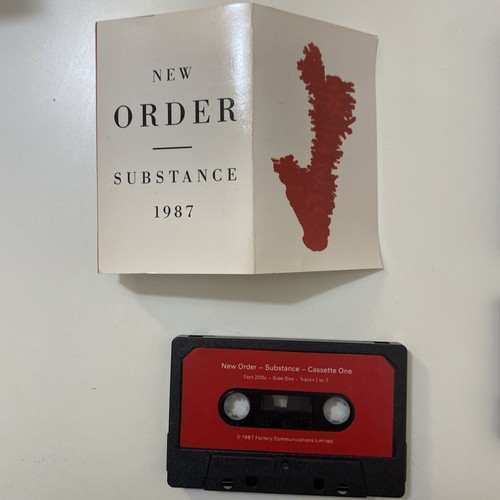 NEW
ORDER
SUBSTANCE
1987
New Order – Substance – Cassette One
Fact 200c – Side One – Tracks 1 to 7
© 1987 Factory Communications Limited